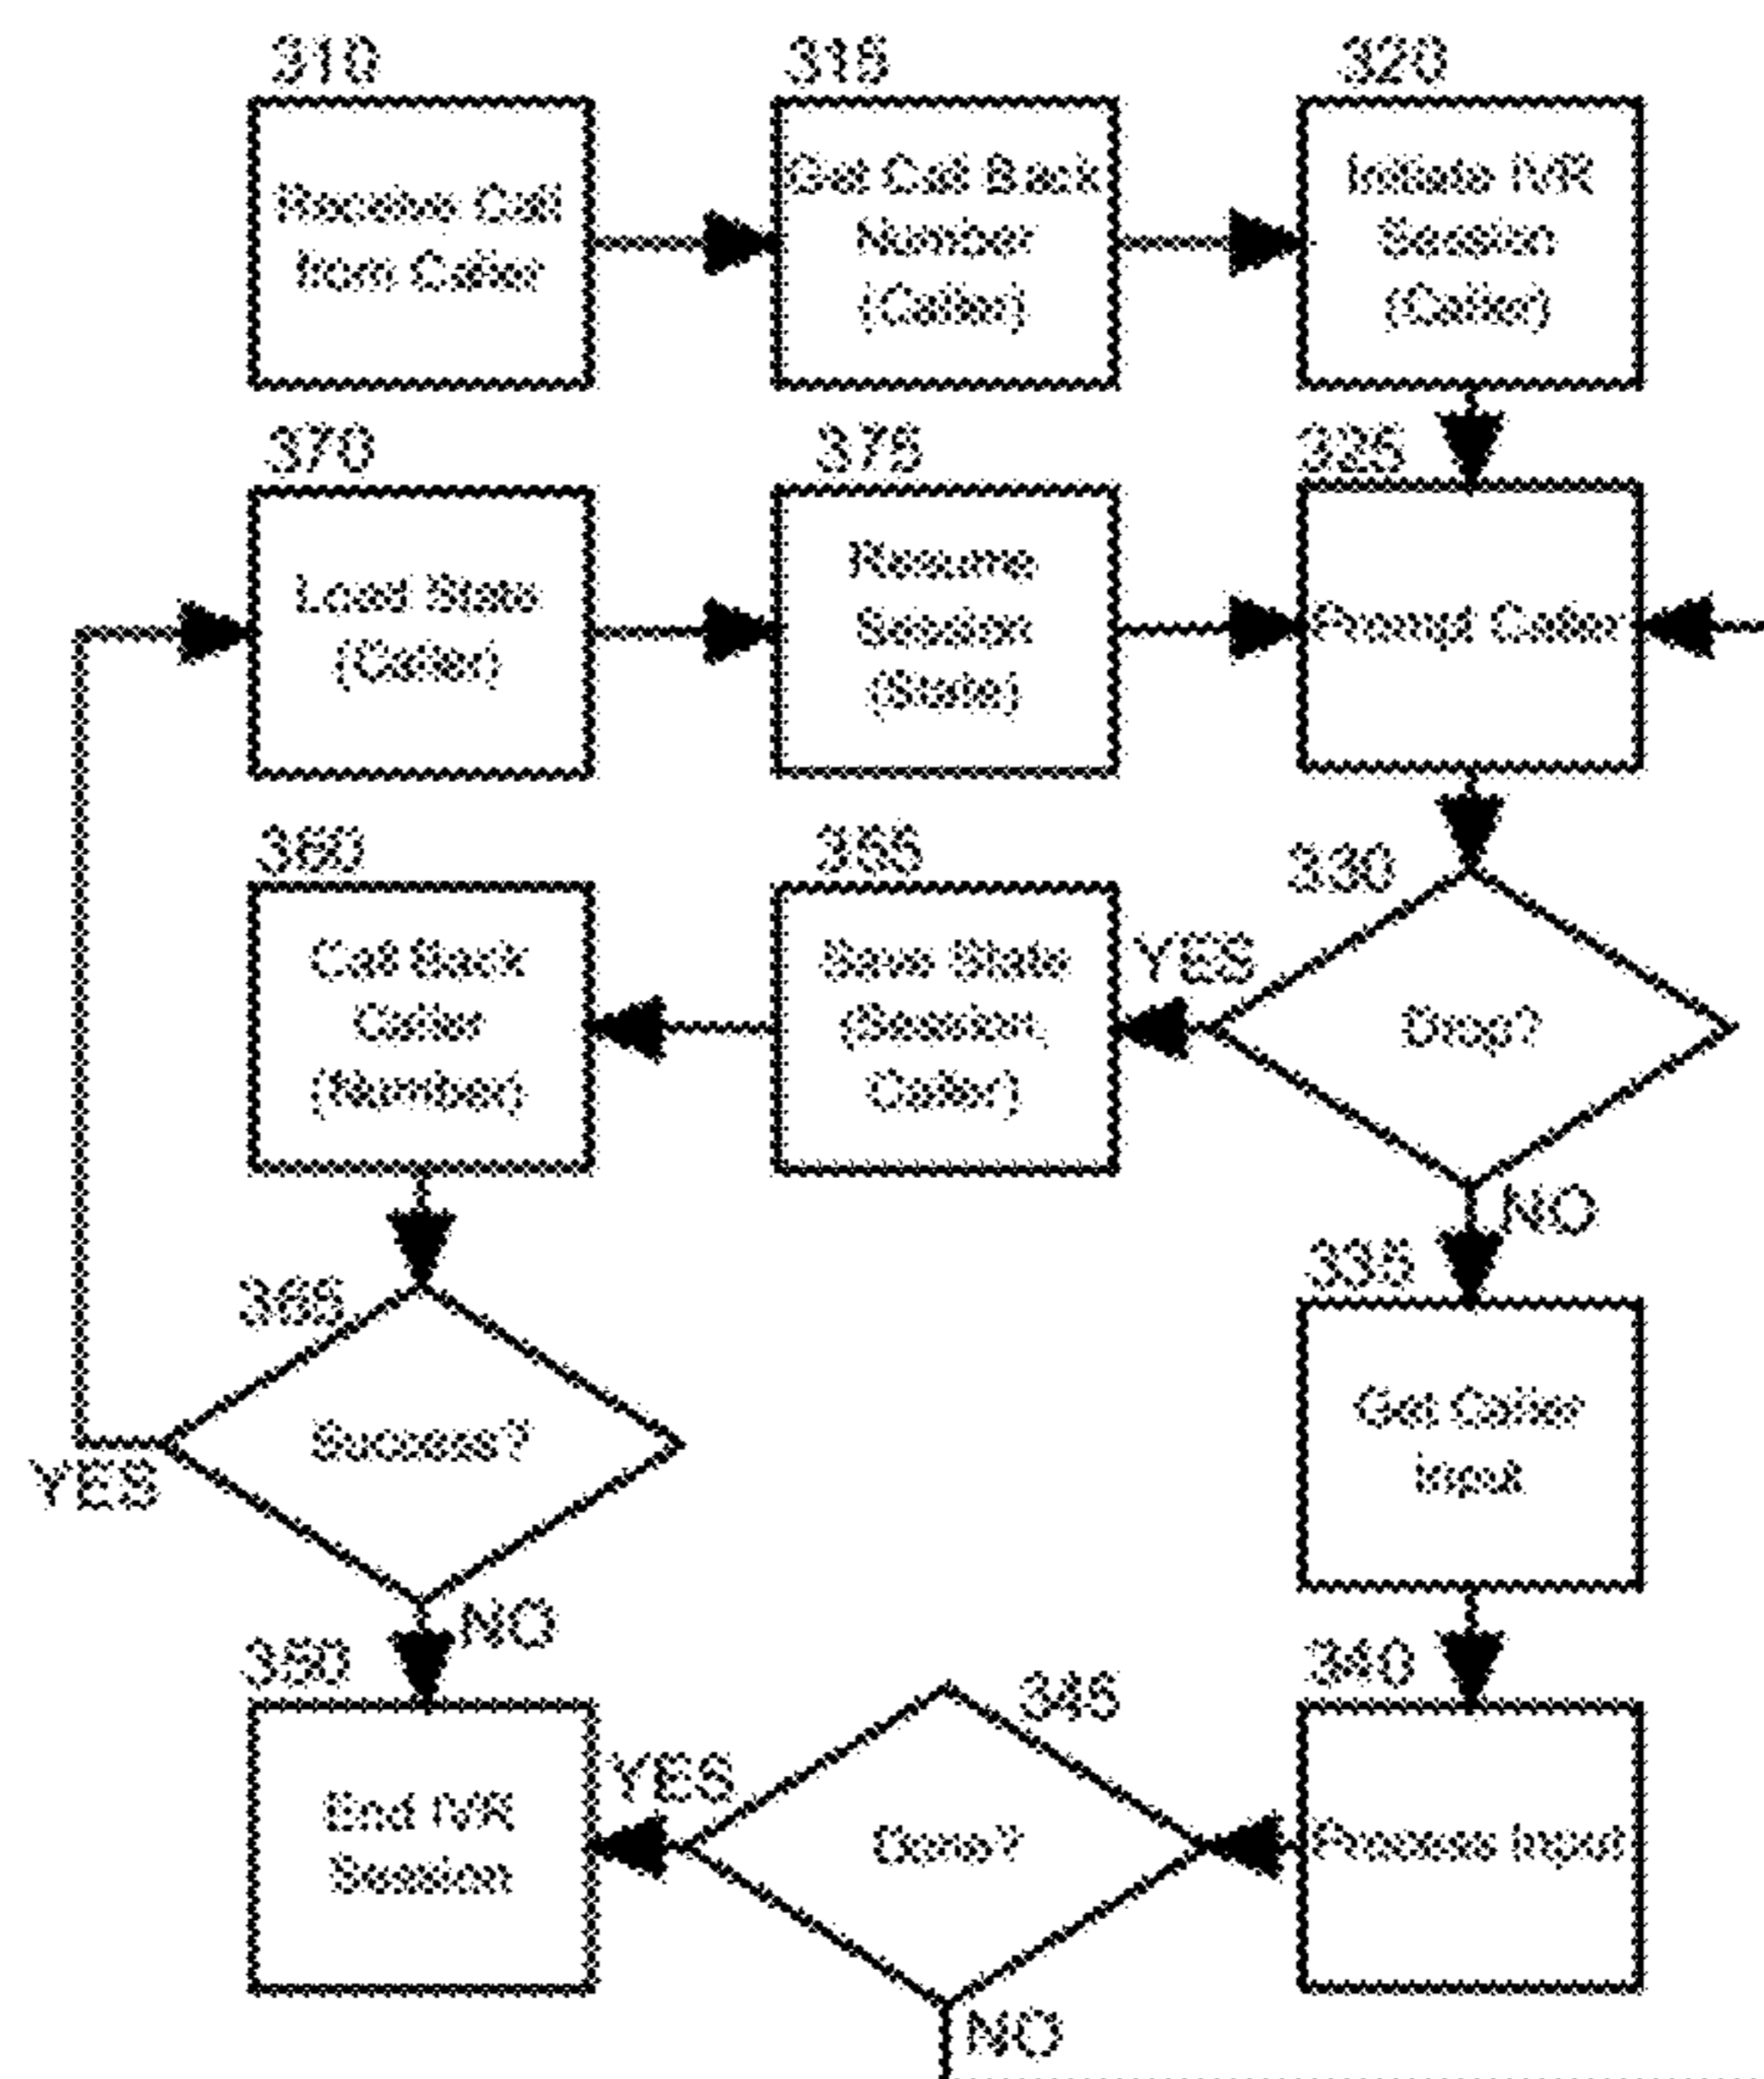 310
Receive Call
from Caller
315
Get Call Back
Number
(Caller)
320
Initiate IVR
Session
(Caller)
370
Load State
(Caller)
375
Resume
Session
(State)
325
Prompt Caller
360
Call Back
Caller
(Number)
355
Save State
(Session,
Caller)
YES
330
Drop?
NO
365
Success?
YES
NO
335
Get Caller
Input
350
End IVR
Session
YES
345
Done?
NO
340
Process Input